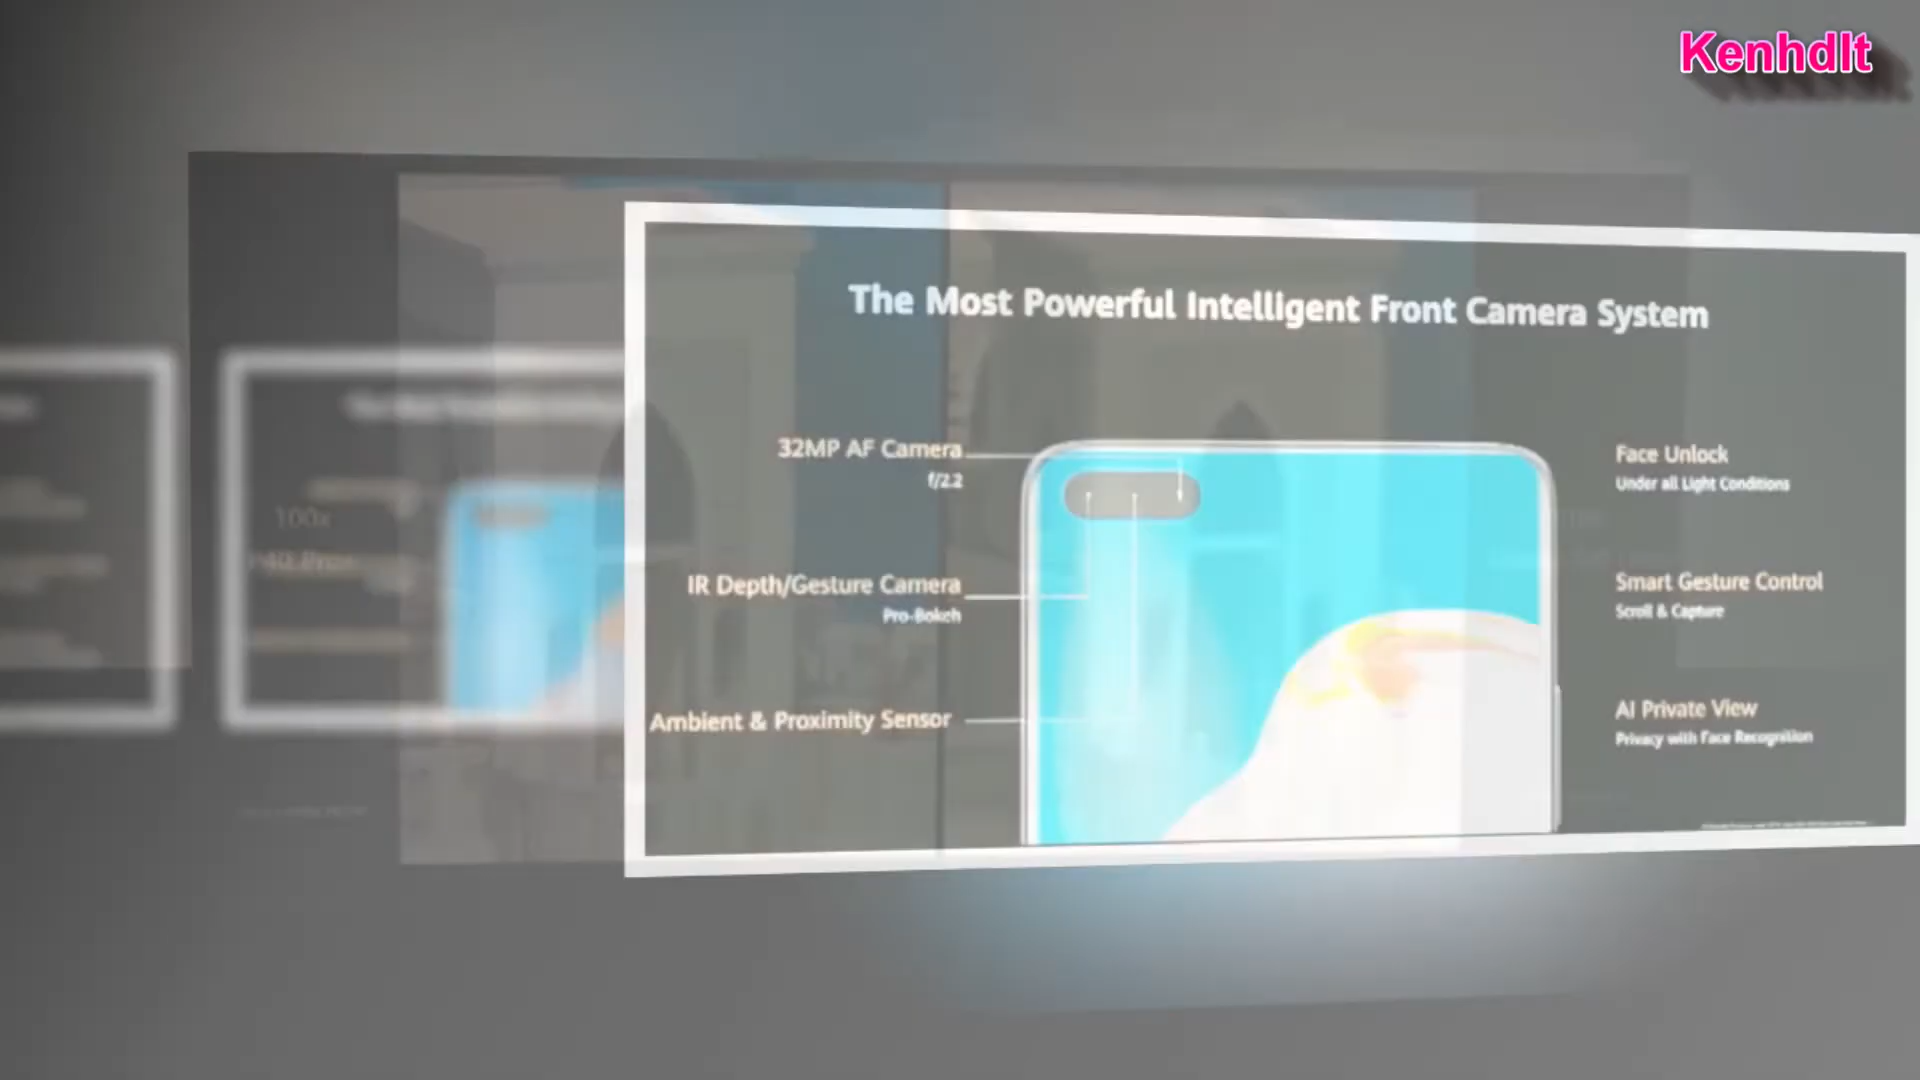 Kenhdlt
The Most Powerful Intelligent Front Camera System
32MP AF Camera
f/2.2
IR Depth/Gesture Camera
Pro-Bokeh
Ambient & Proximity Sensor
Face Unlock
Under all Light Conditions
Smart Gesture Control
Scroll & Capture
AI Private View
Privacy with Face Recognition
100x